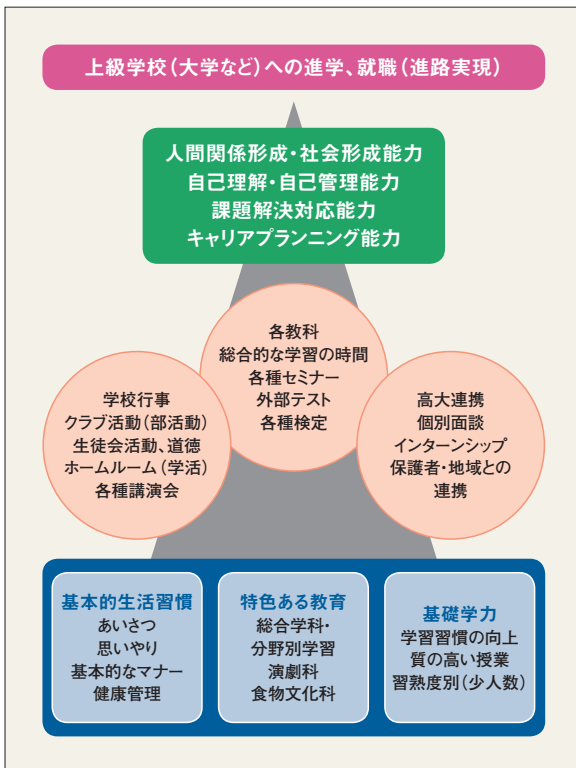 上級学校(大学など)への進学、就職(進路実現)
人間関係形成・社会形成能力
自己理解・自己管理能力
課題解決対応能力
キャリアプランニング能力
各教科
総合的な学習の時間
各種セミナー
外部テスト
各種検定
学校行事
クラブ活動(部活動)
生徒会活動、道徳
ホームルーム(学活)
各種講演会
高大連携
個別面談
インターンシップ
保護者・地域との
連携
基本的生活習慣
あいさつ
思いやり
基本的なマナー
健康管理
特色ある教育
総合学科・
分野別学習
演劇科
食物文化科
基礎学力
学習習慣の向上
質の高い授業
習熟度別(少人数)